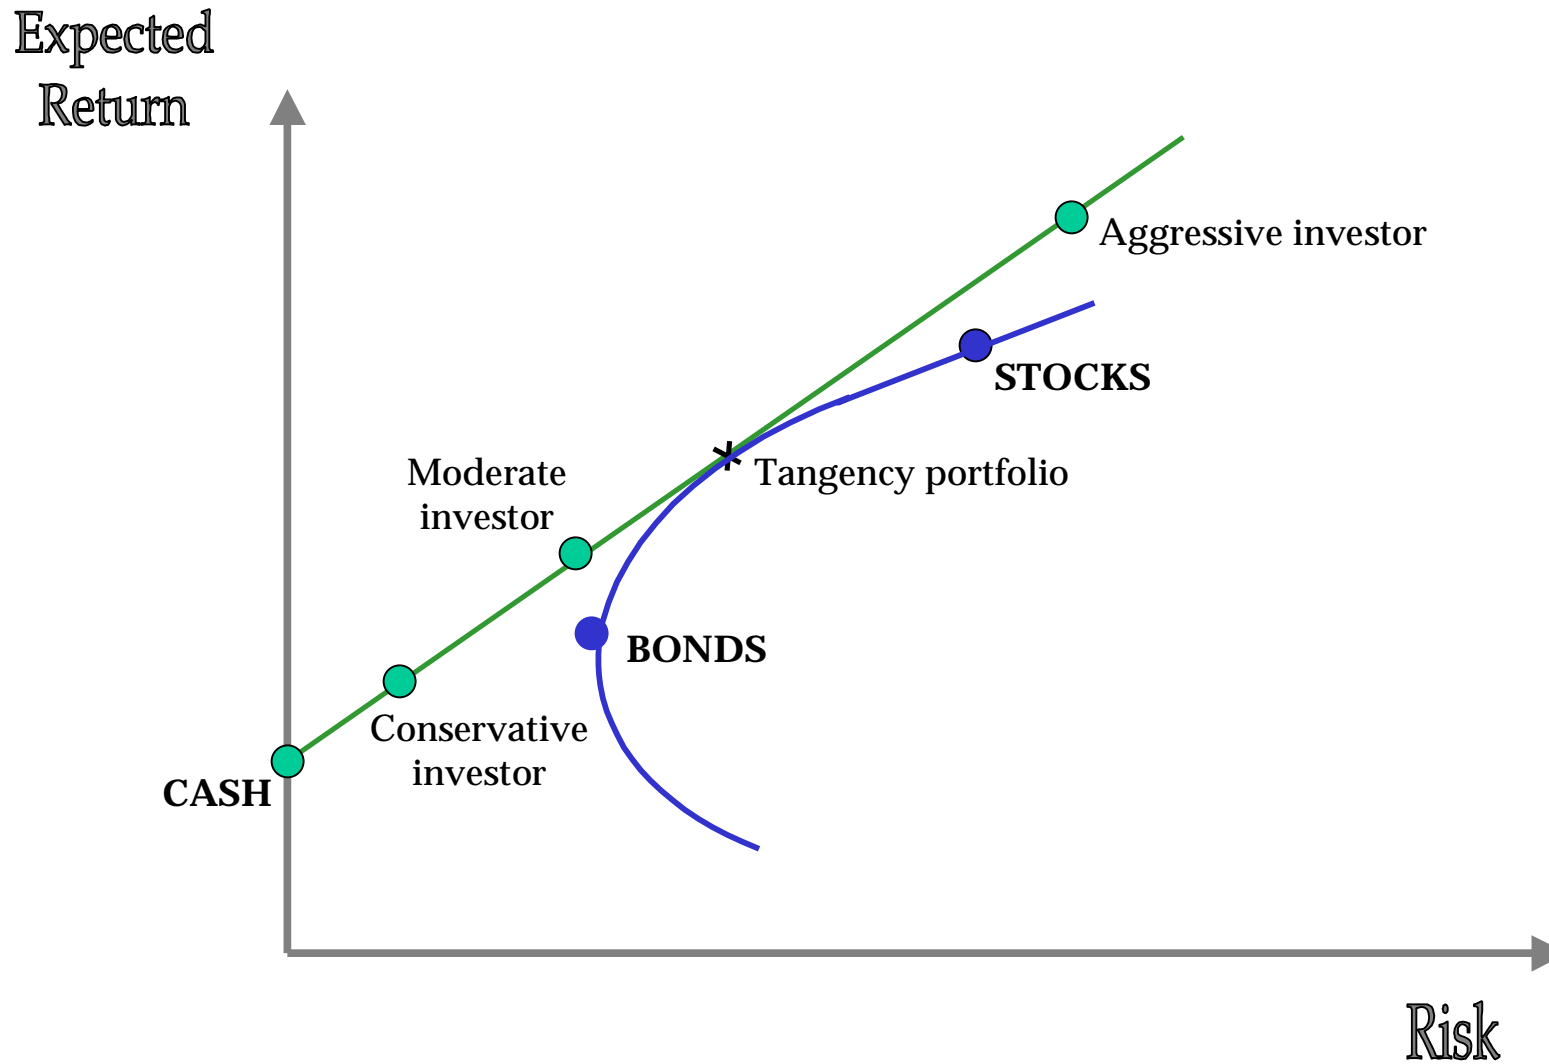 Expected
Return
Aggressive investor
STOCKS
Moderate
investor
Tangency portfolio
BONDS
Conservative
investor
CASH
Risk